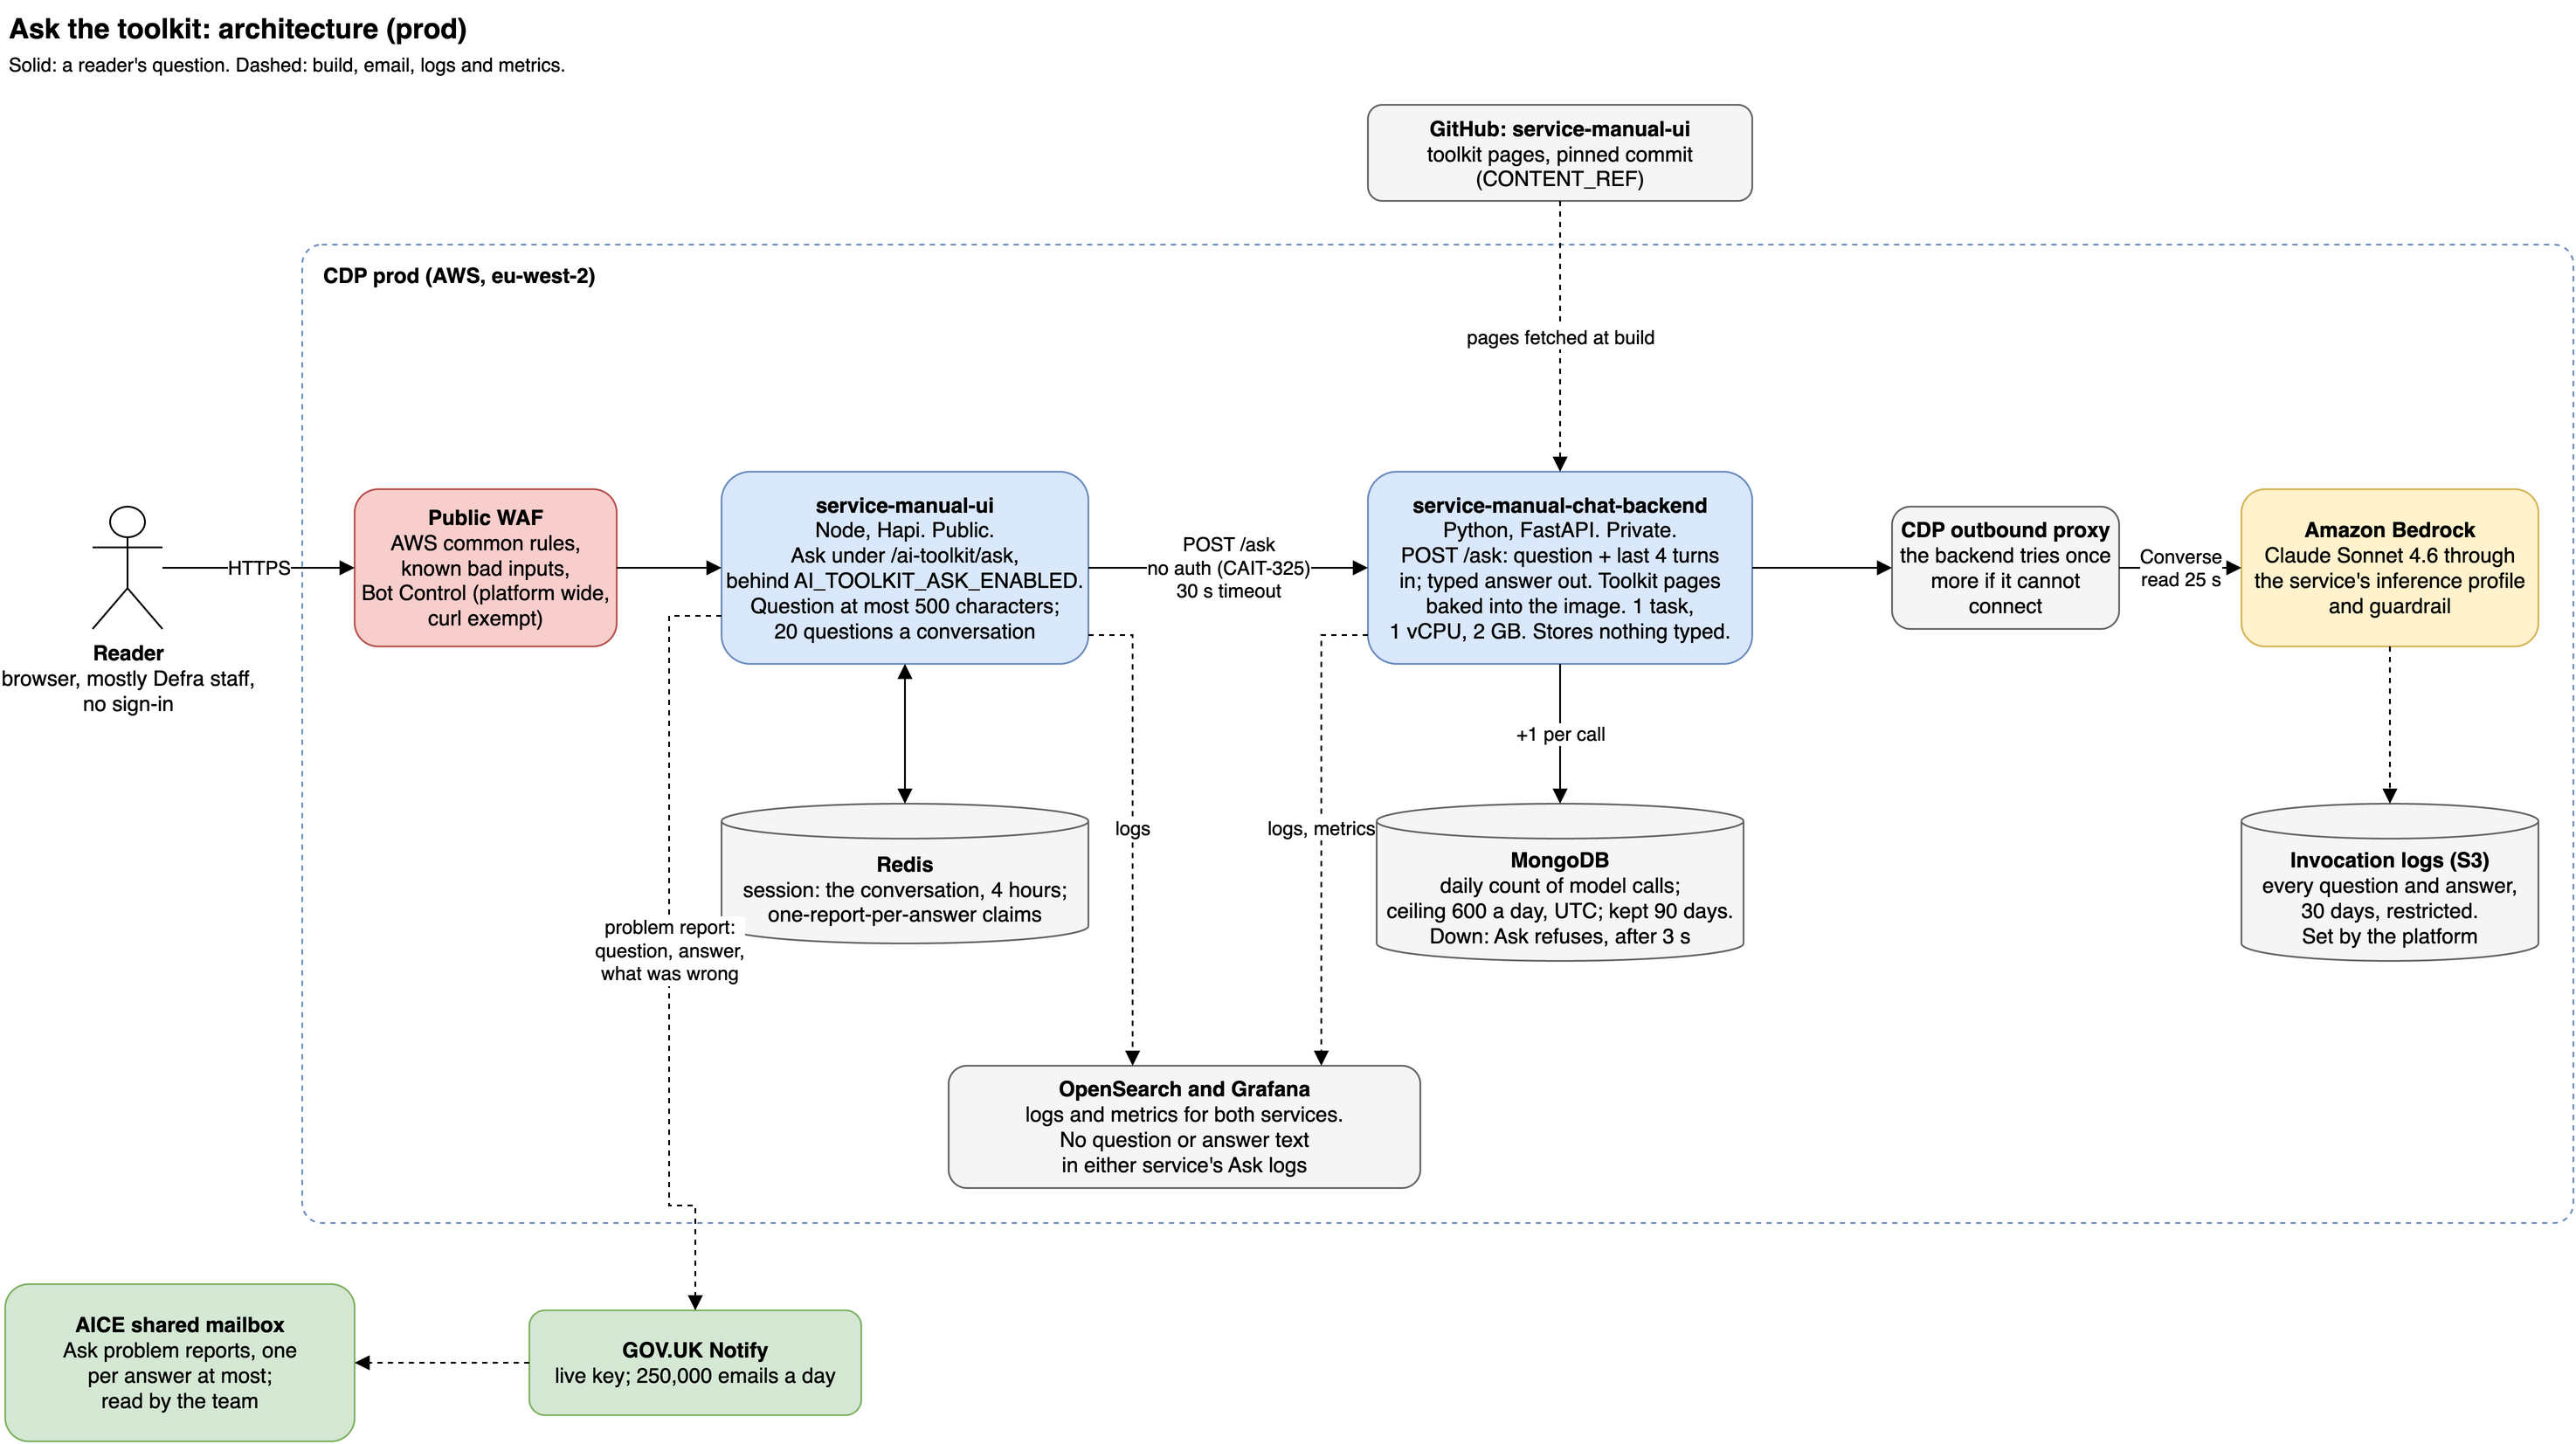 Ask the toolkit: architecture (prod)
Solid: a reader's question. Dashed: build, email, logs and metrics.
GitHub: service-manual-ui
toolkit pages, pinned commit
(CONTENT_REF)
CDP prod (AWS, eu-west-2)
pages fetched at build
Reader
browser, mostly Defra staff,
no sign-in
HTTPS
Public WAF
AWS common rules,
known bad inputs,
Bot Control (platform wide,
curl exempt)
service-manual-ui
Node, Hapi. Public.
Ask under /ai-toolkit/ask,
behind AI_TOOLKIT_ASK_ENABLED.
Question at most 500 characters;
20 questions a conversation
POST /ask
no auth (CAIT-325)
30 s timeout
service-manual-chat-backend
Python, FastAPI. Private.
POST /ask: question + last 4 turns
in; typed answer out. Toolkit pages
baked into the image. 1 task,
1 vCPU, 2 GB. Stores nothing typed.
CDP outbound proxy
the backend tries once
more if it cannot
connect
Converse
read 25 s
Amazon Bedrock
Claude Sonnet 4.6 through
the service's inference profile
and guardrail
+1 per call
logs
logs, metrics
Redis
session: the conversation, 4 hours;
one-report-per-answer claims
MongoDB
daily count of model calls;
ceiling 600 a day, UTC; kept 90 days.
Down: Ask refuses, after 3 s
Invocation logs (S3)
every question and answer,
30 days, restricted.
Set by the platform
problem report:
question, answer,
what was wrong
OpenSearch and Grafana
logs and metrics for both services.
No question or answer text
in either service's Ask logs
AICE shared mailbox
Ask problem reports, one
per answer at most;
read by the team
GOV.UK Notify
live key; 250,000 emails a day